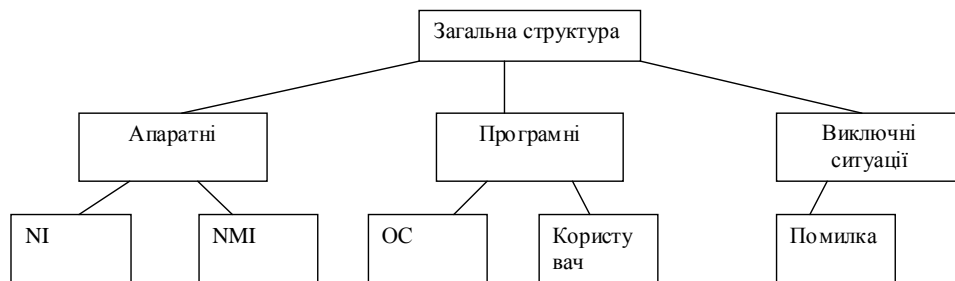 Загальна структура
Апаратні
Програмні
Виключні
ситуації
NI
NMI
ОС
Користу
вач
Помилка